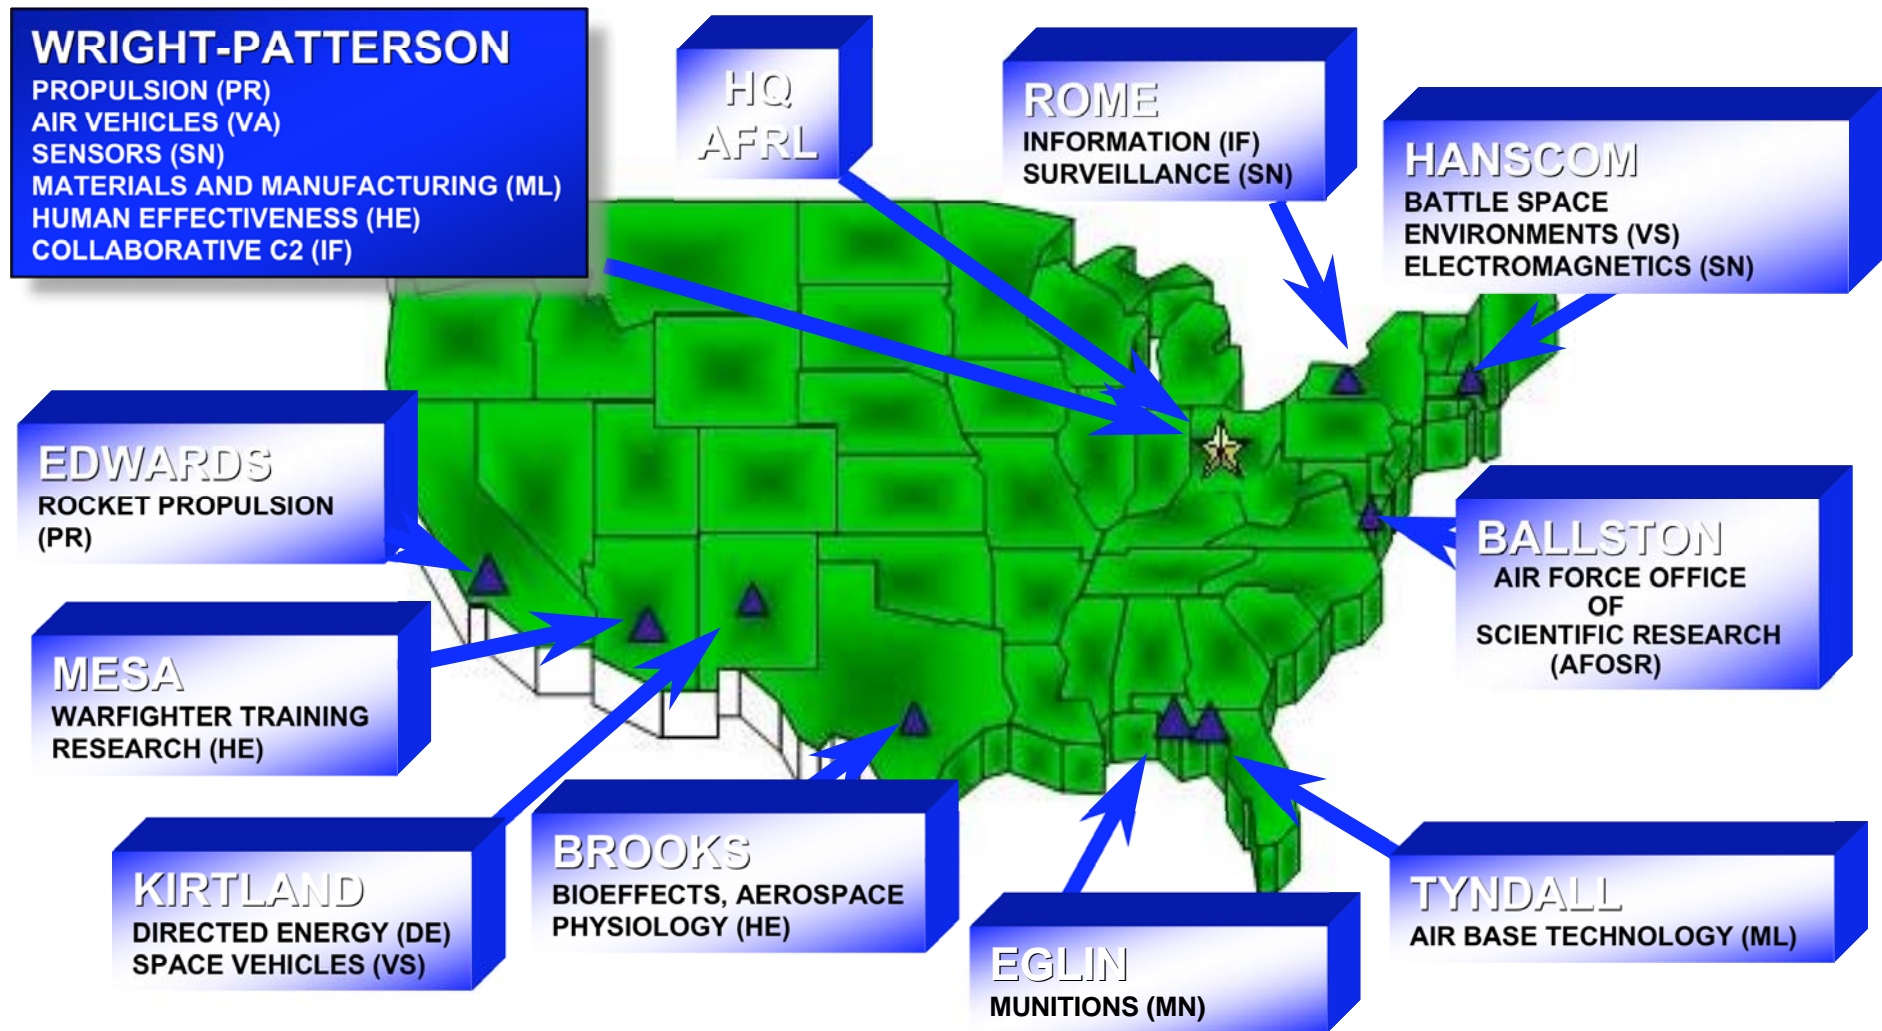 WRIGHT-PATTERSON
PROPULSION (PR)
AIR VEHICLES (VA)
SENSORS (SN)
MATERIALS AND MANUFACTURING (ML)
HUMAN EFFECTIVENESS (HE)
COLLABORATIVE C2 (IF)
HQ
AFRL
ROME
INFORMATION (IF)
SURVEILLANCE (SN)
HANSCOM
BATTLE SPACE
ENVIRONMENTS (VS)
ELECTROMAGNETICS (SN)
EDWARDS
ROCKET PROPULSION
(PR)
BALLSTON
AIR FORCE OFFICE
OF
SCIENTIFIC RESEARCH
(AFOSR)
MESA
WARFIGHTER TRAINING
RESEARCH (HE)
KIRTLAND
DIRECTED ENERGY (DE)
SPACE VEHICLES (VS)
BROOKS
BIOEFFECTS, AEROSPACE
PHYSIOLOGY (HE)
EGLIN
MUNITIONS (MN)
TYNDALL
AIR BASE TECHNOLOGY (ML)